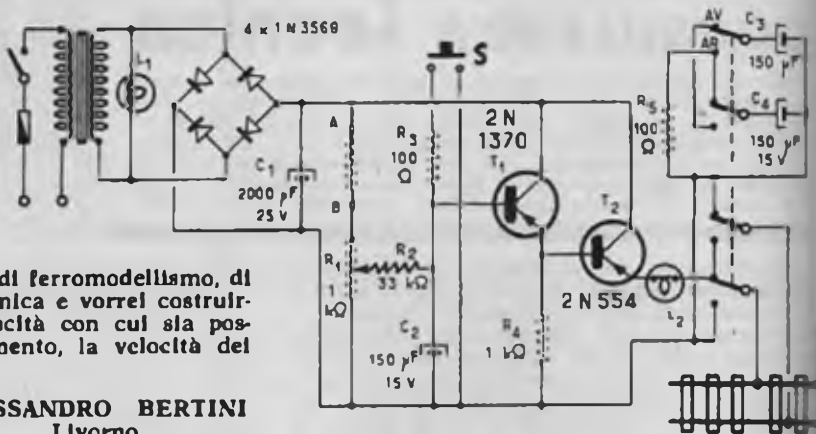 4 x 1 N 3568
L1
C1
2000 µF
25 V
A
B
R1
1
kΩ
R2
33 kΩ
R3
100
Ω
C2
150 µF
15 V
S
2 N
1370
T1
R4
1 kΩ
T2
2 N 554
L2
R5
100
Ω
AV
AR
C3
150 µF
C4
150 µF
15 V
di ferromodellismo, di
nica e vorrei costruir-
ocità con cui sia pos-
mento, la velocità dei
SSANDRO BERTINI
Livorno